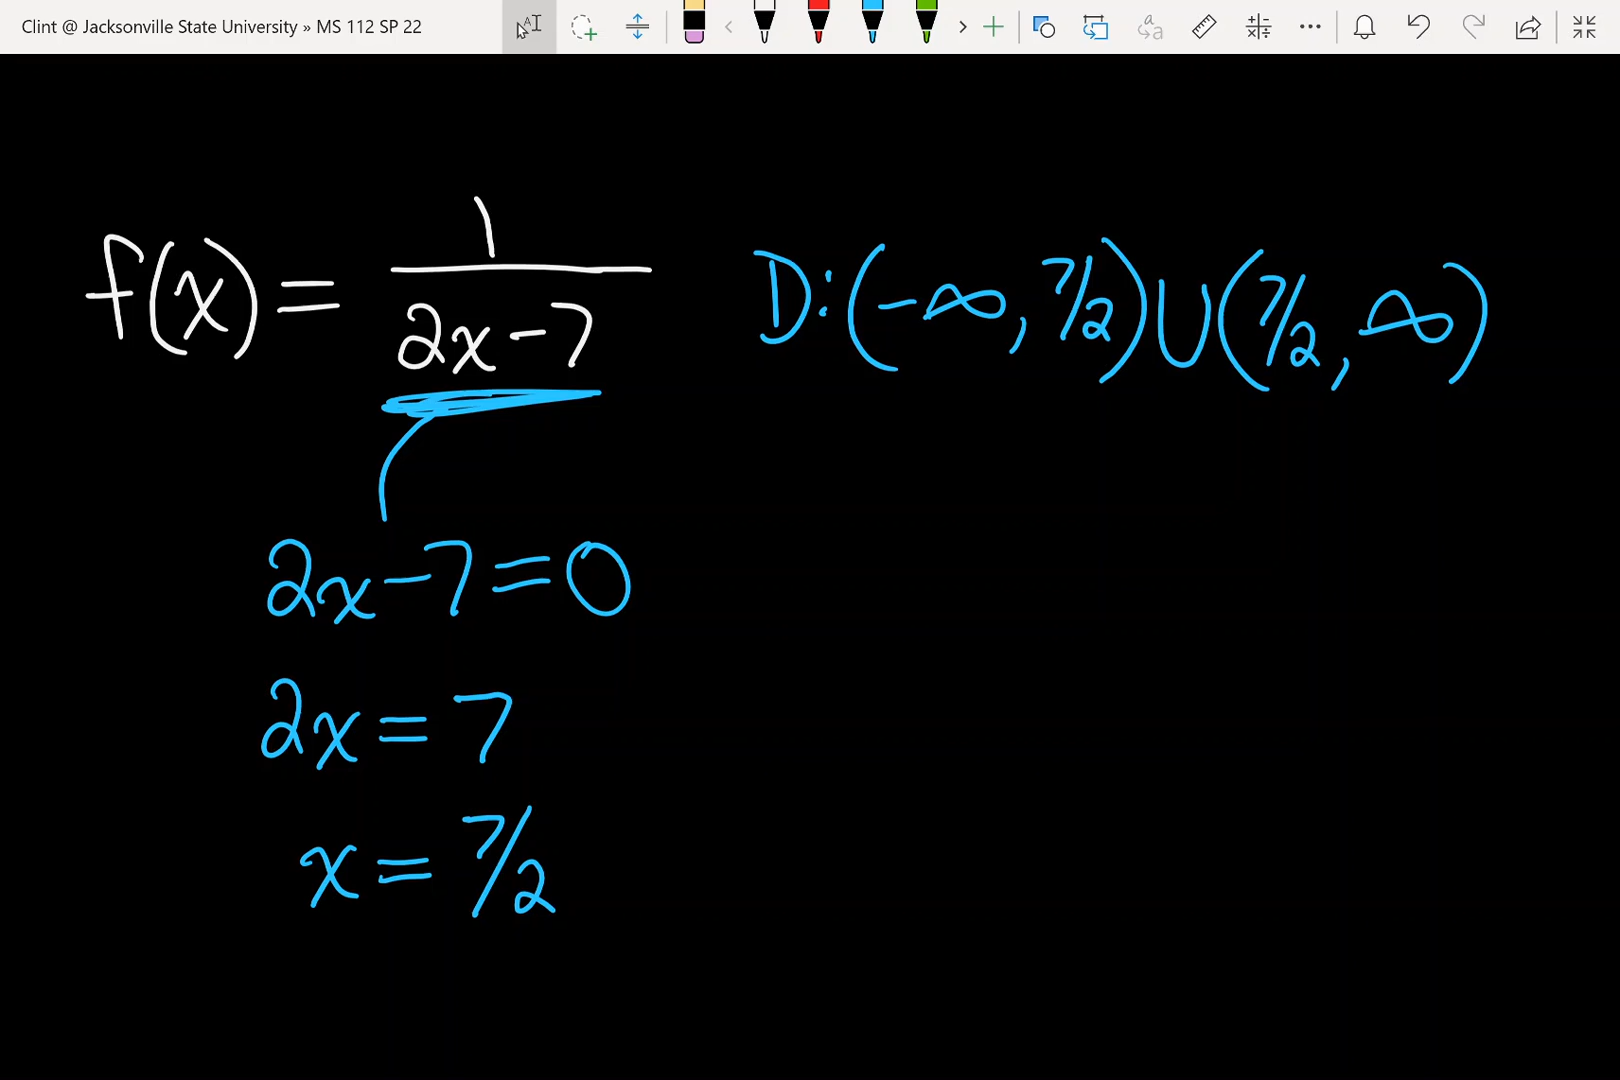 Clint @ Jacksonville State University » MS 112 SP 22
f(x) = 1/(2x-7)
D: (-∞, 7/2) ∪ (7/2, ∞)
2x-7=0
2x = 7
x = 7/2